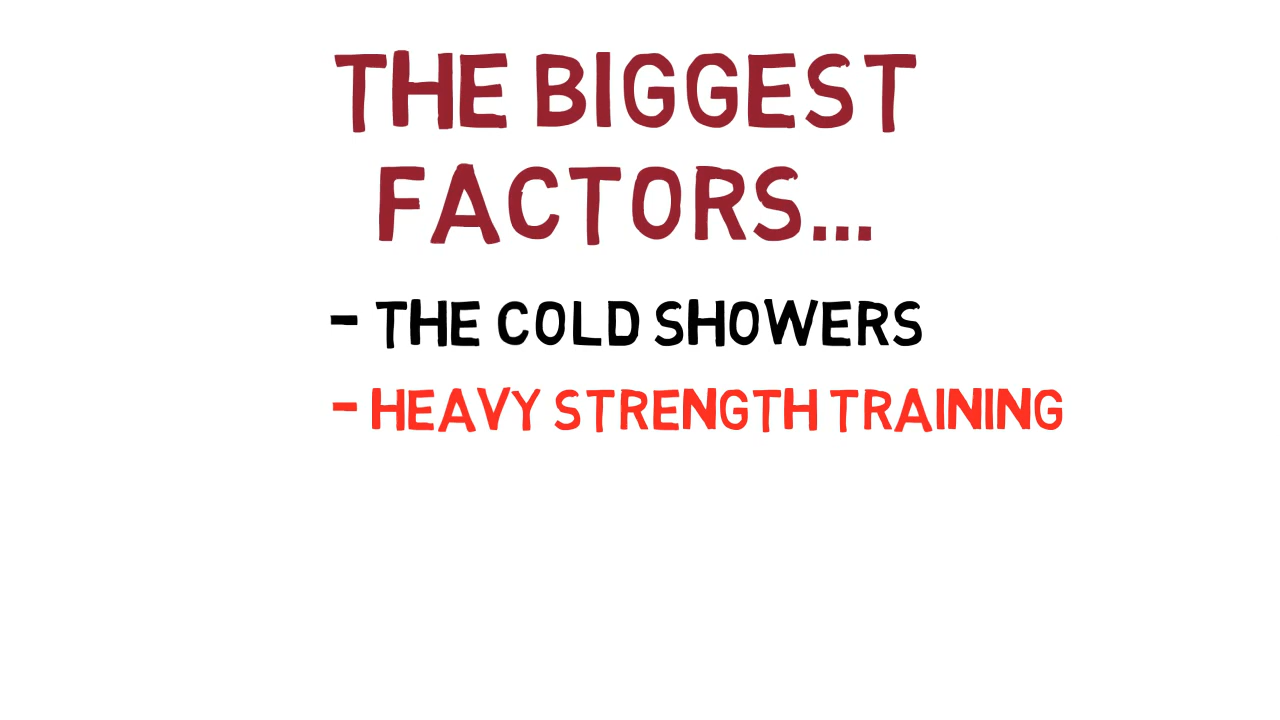 THE BIGGEST
FACTORS...
- THE COLD SHOWERS
- HEAVY STRENGTH TRAINING